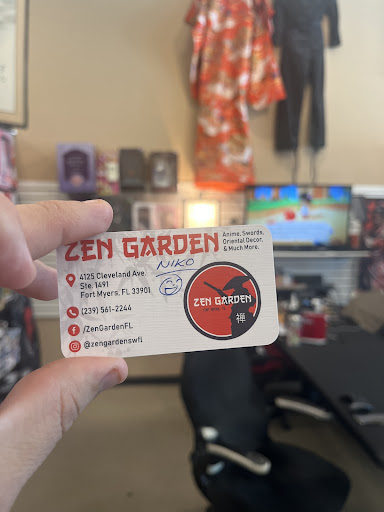 ZEN GARDEN
Anime, Swords,
Oriental Decor,
& Much More.
NIKO
4125 Cleveland Ave
Ste. 1491
Fort Myers, FL 33901
(239) 561-2244
/ZenGardenFL
@zengardenswfl
ZEN GARDEN
禅